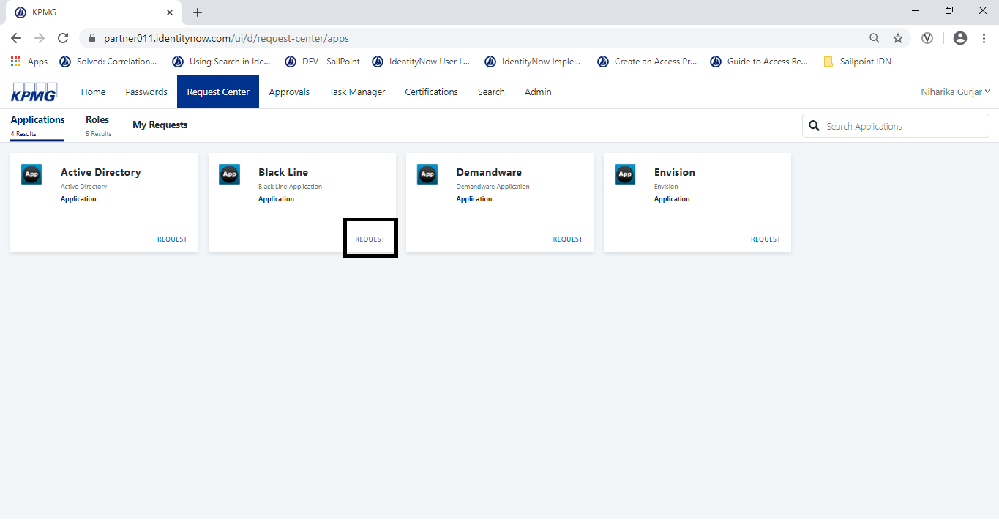 KPMG
partner011.identitynow.com/ui/d/request-center/apps
Apps Solved: Correlation... Using Search in Ide... DEV - SailPoint IdentityNow User L... IdentityNow Imple... Create an Access Pr... Guide to Access Re... Sailpoint IDN
KPMG Home Passwords Request Center Approvals Task Manager Certifications Search Admin Niharika Gurjar
Applications Roles My Requests Search Applications
4 Results 5 Results
App Active Directory
Active Directory
Application
REQUEST
App Black Line
Black Line Application
Application
REQUEST
App Demandware
Demandware Application
Application
REQUEST
App Envision
Envision
Application
REQUEST